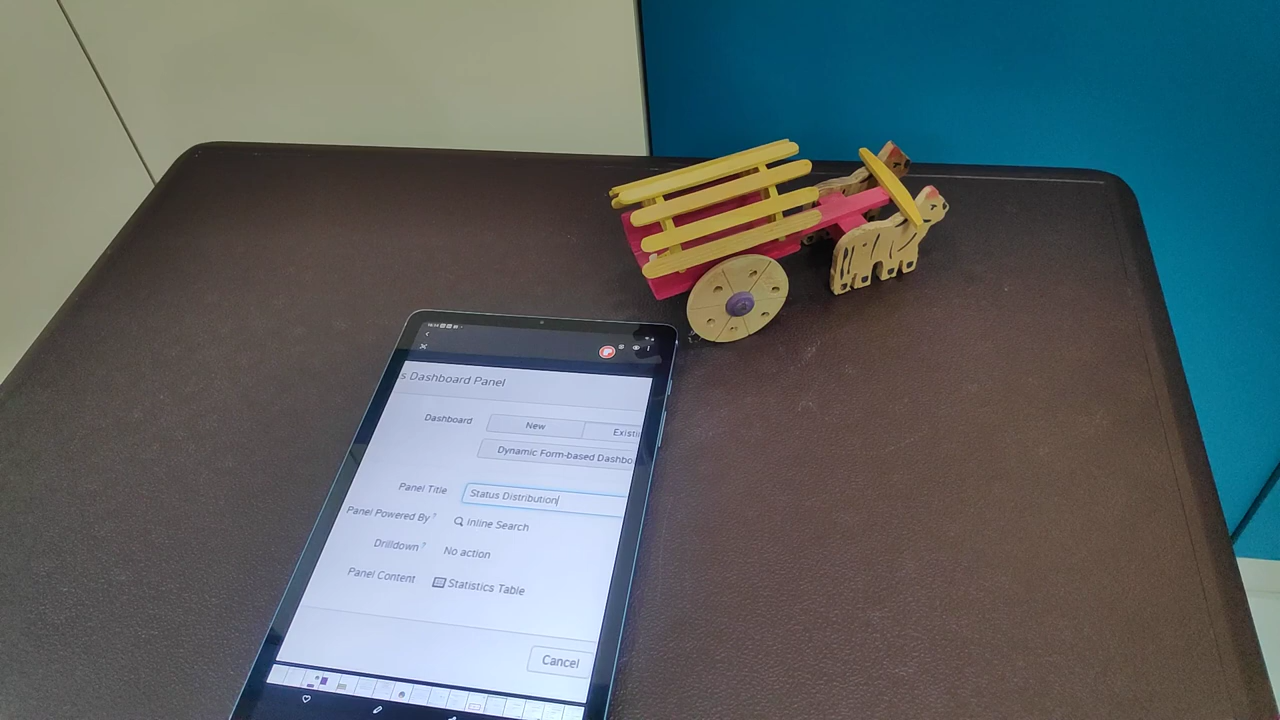 s Dashboard Panel
Dashboard New Existi
Dynamic Form-based Dashbo
Panel Title Status Distribution
Panel Powered By ? Inline Search
Drilldown ? No action
Panel Content Statistics Table
Cancel